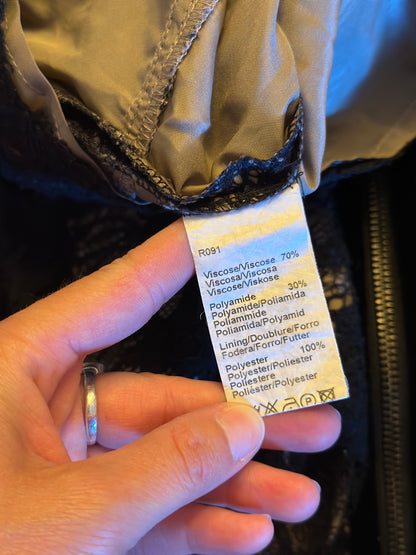 R091
Viscose/Viscose 70%
Viscosa/Viscosa
Viscose/Viskose
Polyamide 30%
Polyamide/Poliamida
Poliammide
Poliamida/Polyamid
Lining/Doublure/Forro
Fodera/Forro/Futter
Polyester 100%
Polyester/Poliester
Poliestere
Poliéster/Polyester
P